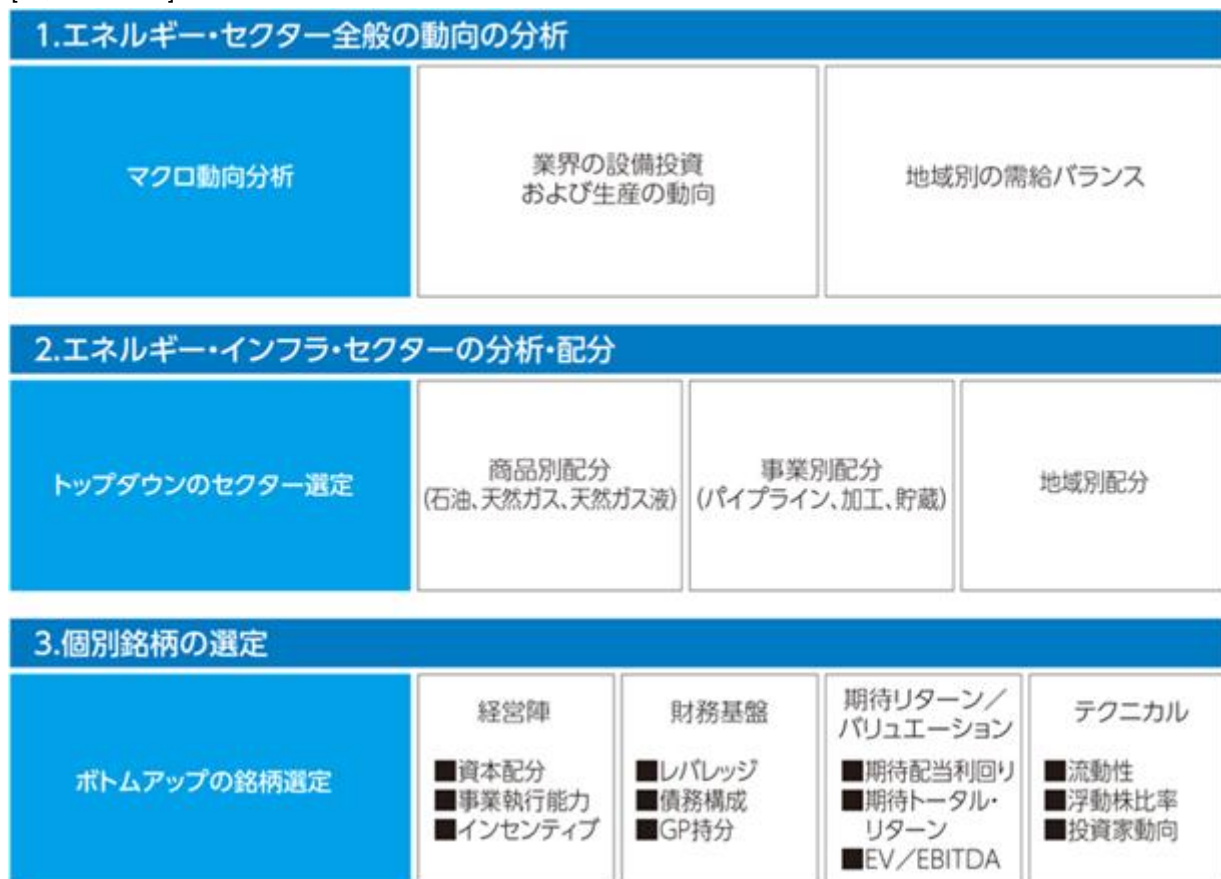 1.エネルギー・セクター全般の動向の分析
マクロ動向分析
業界の設備投資
および生産の動向
地域別の需給バランス
2.エネルギー・インフラ・セクターの分析・配分
トップダウンのセクター選定
商品別配分
(石油、天然ガス、天然ガス液)
事業別配分
(パイプライン、加工、貯蔵)
地域別配分
3.個別銘柄の選定
ボトムアップの銘柄選定
経営陣
■資本配分
■事業執行能力
■インセンティブ
財務基盤
■レバレッジ
■債務構成
■GP持分
期待リターン／
バリュエーション
■期待配当利回り
■期待トータル・
リターン
■EV／EBITDA
テクニカル
■流動性
■浮動株比率
■投資家動向